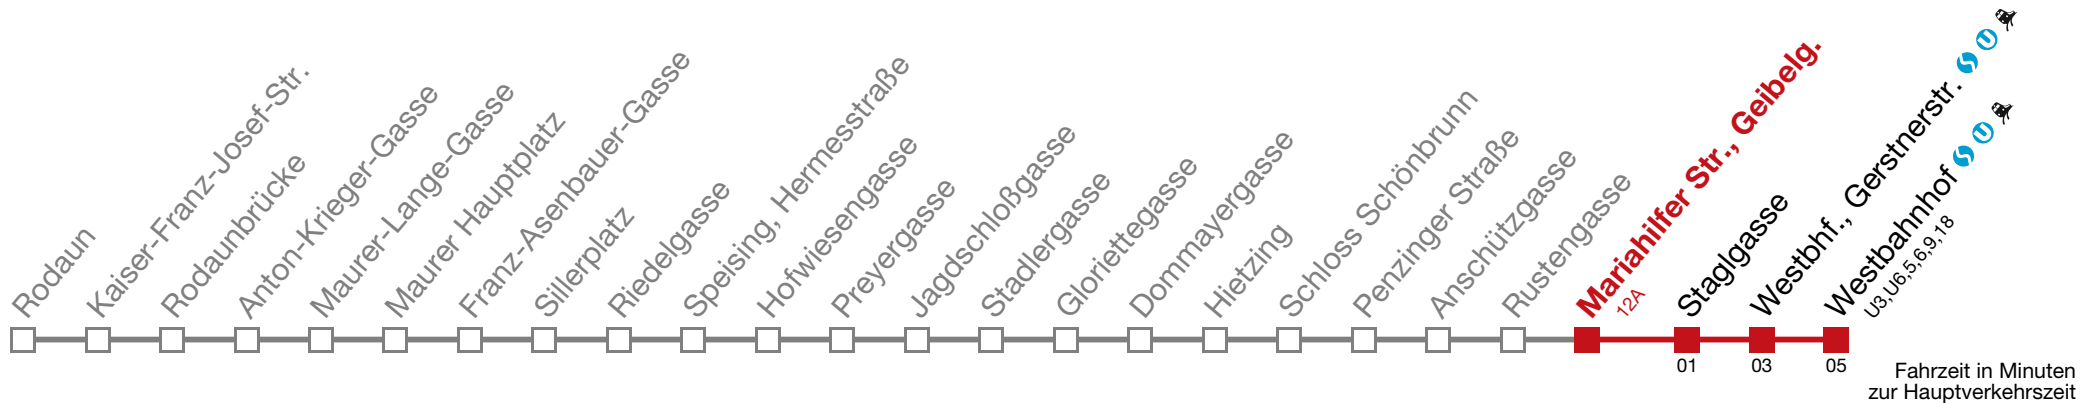 Rodaun
Kaiser-Franz-Josef-Str.
Rodaunbrücke
Anton-Krieger-Gasse
Maurer-Lange-Gasse
Maurer Hauptplatz
Franz-Asenbauer-Gasse
Sillerplatz
Riedelgasse
Speising, Hermesstraße
Hofwiesengasse
Preyergasse
Jagdschloßgasse
Stadlergasse
Gloriettegasse
Dommayergasse
Hietzing
Schloss Schönbrunn
Penzinger Straße
Anschützgasse
Rustengasse
Mariahilfer Str., Geibelg.
12A
Staglgasse
Westbhf., Gerstnerstr.
Westbahnhof
U3,U6,5,6,9,18
01
03
05
Fahrzeit in Minuten
zur Hauptverkehrszeit